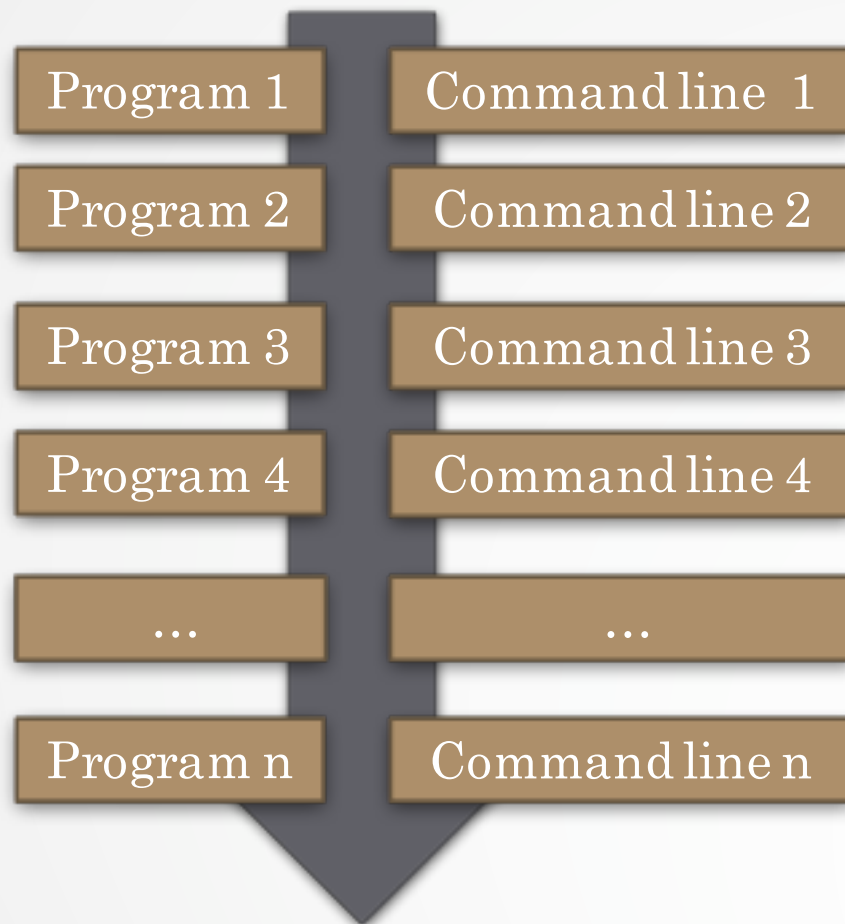 Program 1 Command line 1
Program 2 Command line 2
Program 3 Command line 3
Program 4 Command line 4
... ...
Program n Command line n